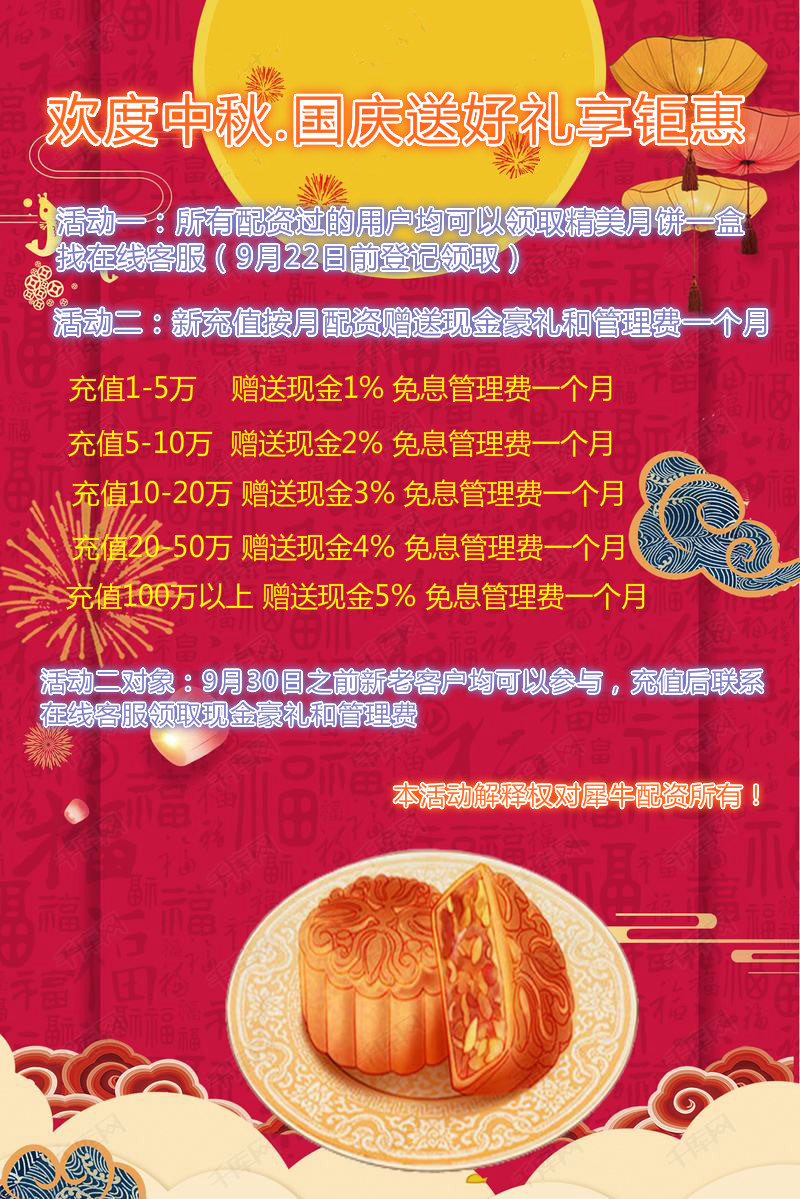 欢度中秋.国庆送好礼享钜惠
活动一：所有配资过的用户均可以领取精美月饼一盒
找在线客服（9月22日前登记领取）
活动二：新充值按月配资赠送现金豪礼和管理费一个月
充值1-5万 赠送现金1% 免息管理费一个月
充值5-10万 赠送现金2% 免息管理费一个月
充值10-20万 赠送现金3% 免息管理费一个月
充值20-50万 赠送现金4% 免息管理费一个月
充值100万以上 赠送现金5% 免息管理费一个月
活动二对象：9月30日之前新老客户均可以参与，充值后联系
在线客服领取现金豪礼和管理费
本活动解释权对犀牛配资所有！